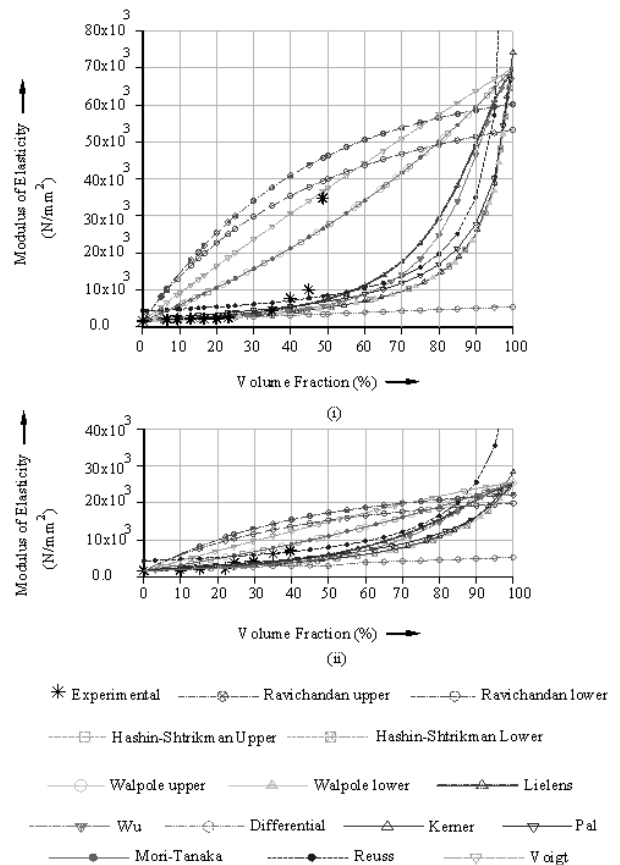 80x10 3
70x10 3
60x10 3
50x10 3
40x10 3
30x10 3
20x10 3
10x10 3
0.0
Modulus of Elasticity
(N/mm2)
0 10 20 30 40 50 60 70 80 90 100
Volume Fraction (%)
(i)
40x10 3
30x10 3
20x10 3
10x10 3
0.0
Modulus of Elasticity
(N/mm2)
0 10 20 30 40 50 60 70 80 90 100
Volume Fraction (%)
(ii)
Experimental Ravichandan upper Ravichandan lower
Hashin-Shtrikman Upper Hashin-Shtrikman Lower
Walpole upper Walpole lower Lielens
Wu Differential Kerner Pal
Mori-Tanaka Reuss Voigt